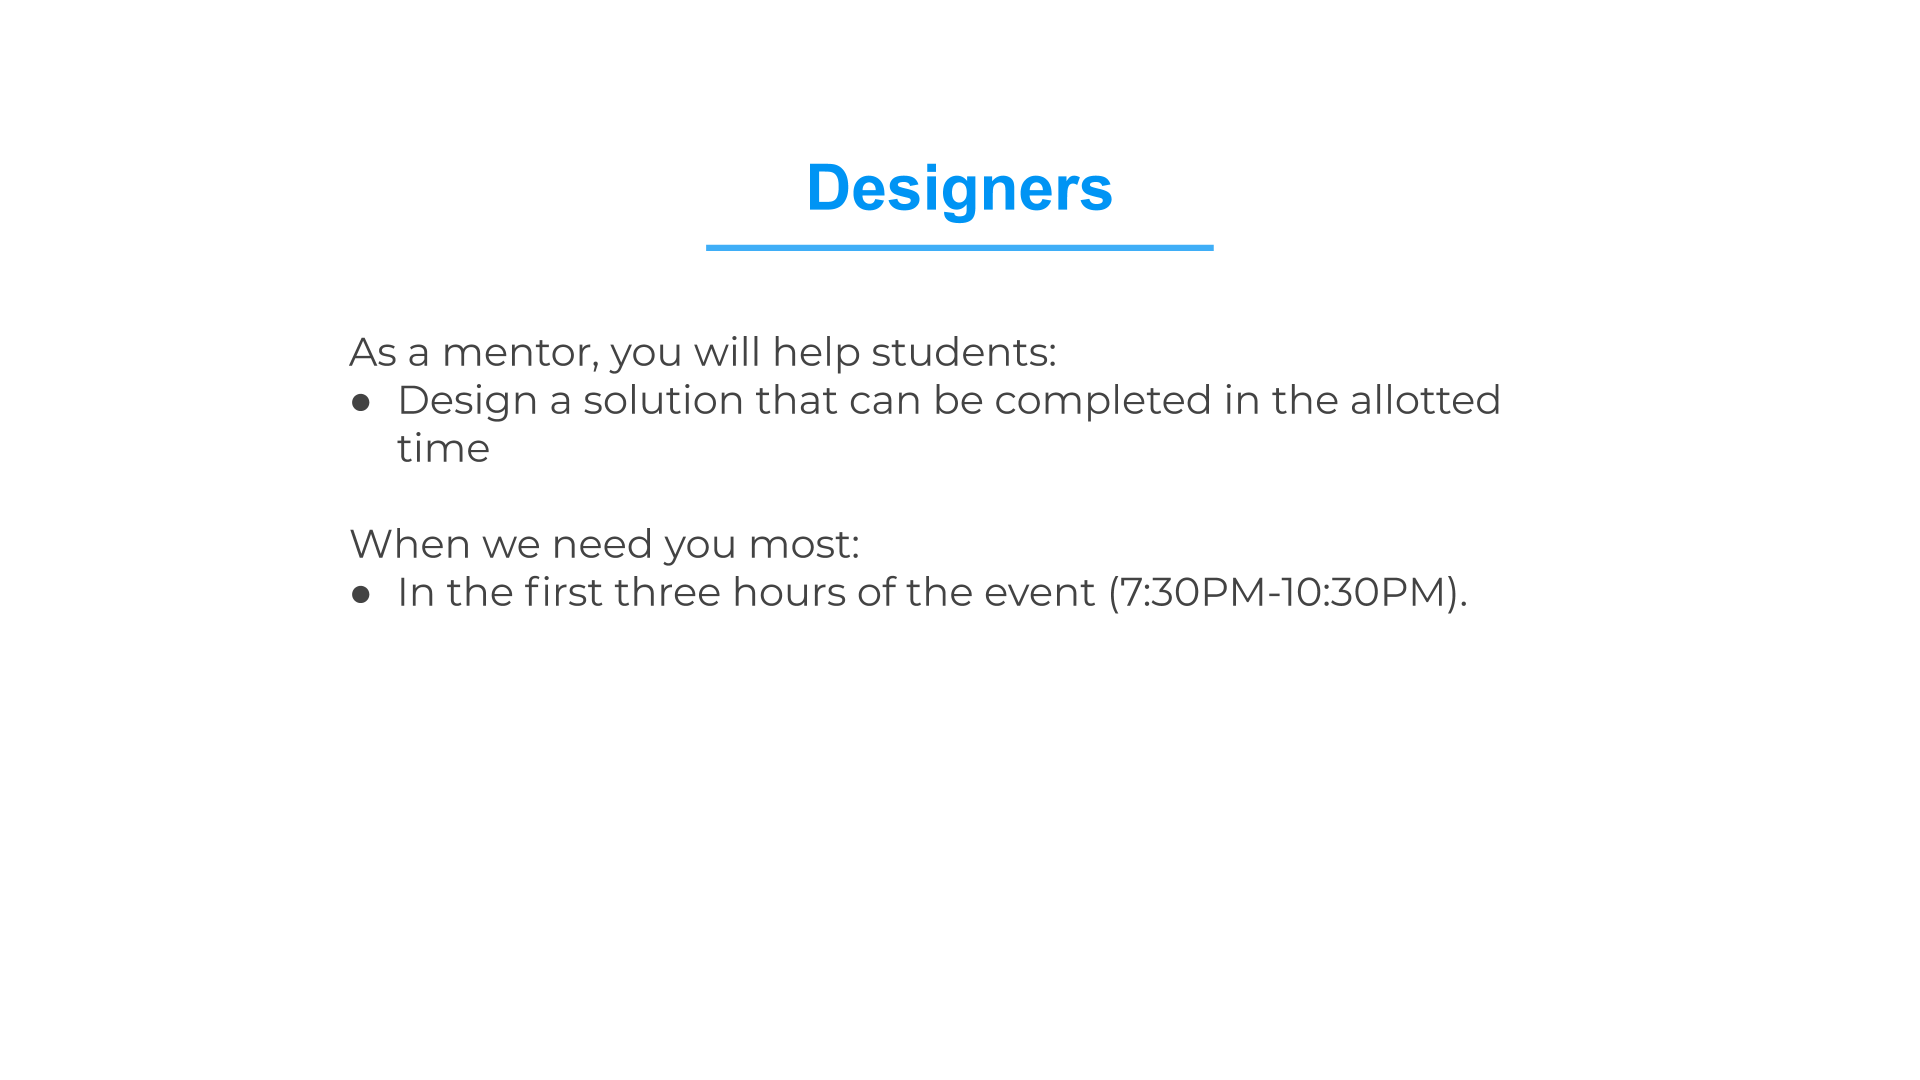 Designers
As a mentor, you will help students:
● Design a solution that can be completed in the allotted
time
When we need you most:
● In the first three hours of the event (7:30PM-10:30PM).